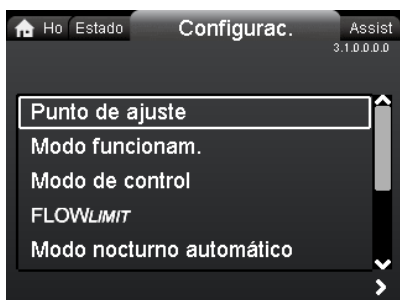 Ho Estado Configurac. Assist
3.1.0.0.0.0
Punto de ajuste
Modo funcionam.
Modo de control
FLOWLIMIT
Modo nocturno automático